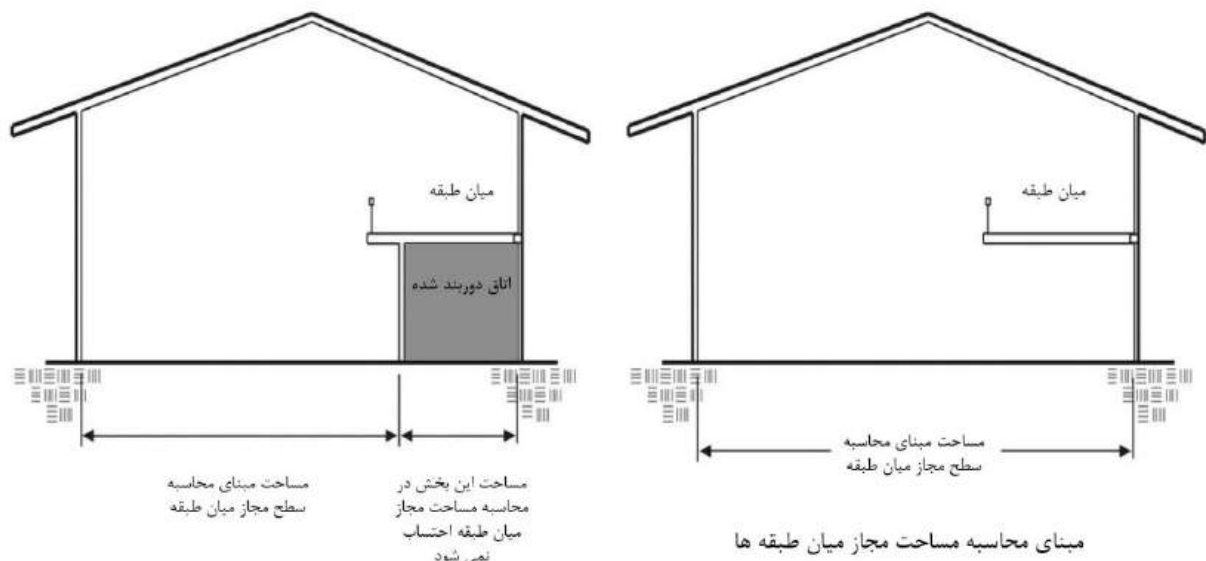 میان طبقه
اتاق دوربند شده
مساحت مبنای محاسبه
سطح مجاز میان طبقه
مساحت این بخش در
محاسبه مساحت مجاز
میان طبقه احتساب
نمی شود
میان طبقه
مساحت مبنای محاسبه
سطح مجاز میان طبقه
مبنای محاسبه مساحت مجاز میان طبقه ها